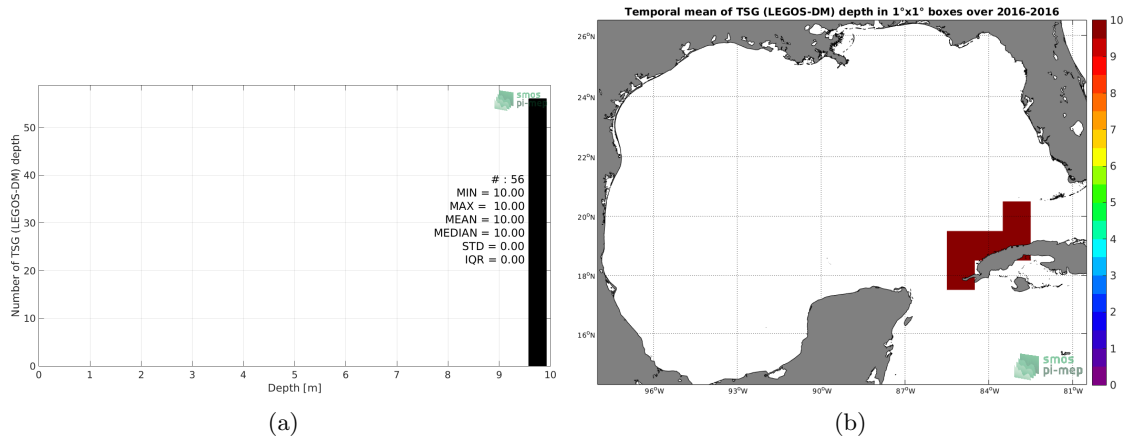 smos
pi-mep
Number of TSG (LEGOS-DM) depth
50
40
30
20
10
0
# : 56
MIN = 10.00
MAX = 10.00
MEAN = 10.00
MEDIAN = 10.00
STD = 0.00
IQR = 0.00
0 1 2 3 4 5 6 7 8 9 10
Depth [m]
(a)
Temporal mean of TSG (LEGOS-DM) depth in 1°x1° boxes over 2016-2016
26°N
24°N
22°N
20°N
18°N
16°N
96°W 93°W 90°W 87°W 84°W 81°W
10
9
8
7
6
5
4
3
2
1
0
smos
pi-mep
(b)